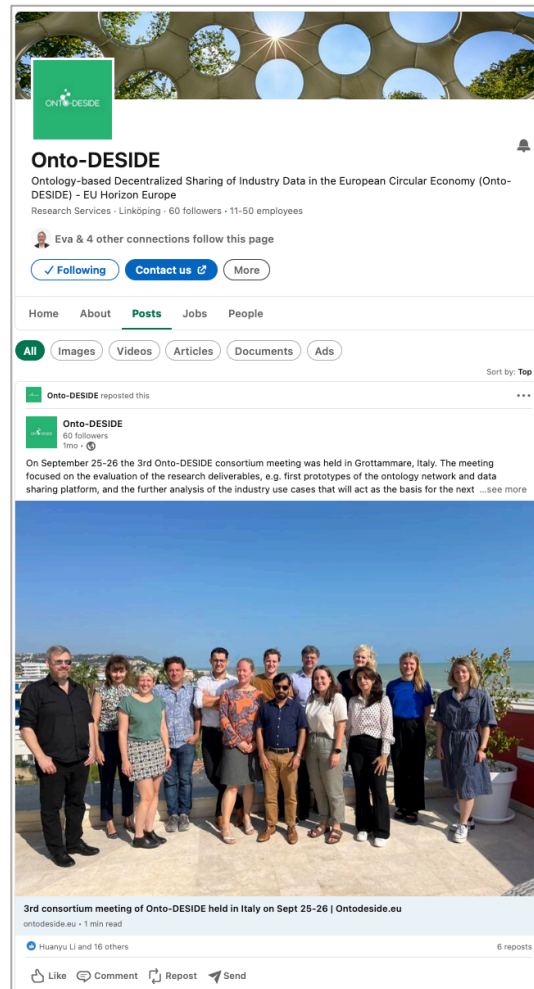 ONTO-DESIDE
Onto-DESIDE
Ontology-based Decentralized Sharing of Industry Data in the European Circular Economy (Onto-
DESIDE) - EU Horizon Europe
Research Services · Linköping · 60 followers · 11-50 employees
Eva & 4 other connections follow this page
✓ Following
Contact us
More
Home About Posts Jobs People
All Images Videos Articles Documents Ads
Sort by: Top
Onto-DESIDE reposted this
Onto-DESIDE
60 followers
1mo ·
On September 25-26 the 3rd Onto-DESIDE consortium meeting was held in Grottammare, Italy. The meeting
focused on the evaluation of the research deliverables, e.g. first prototypes of the ontology network and data
sharing platform, and the further analysis of the industry use cases that will act as the basis for the next ...see more
3rd consortium meeting of Onto-DESIDE held in Italy on Sept 25-26 | Ontodeside.eu
ontodeside.eu · 1 min read
Huanyu Li and 16 others
6 reposts
Like Comment Repost Send